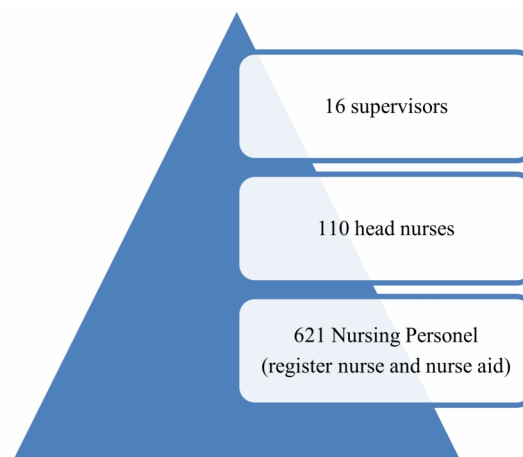 16 supervisors
110 head nurses
621 Nursing Personel
(register nurse and nurse aid)